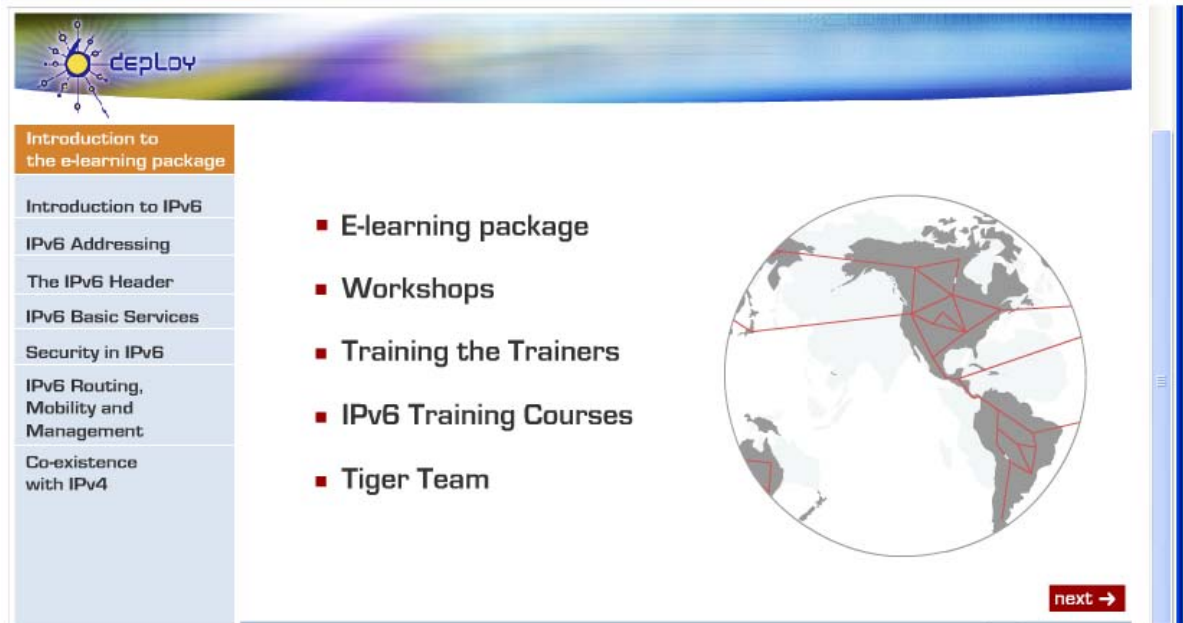 6 depLoy
Introduction to
the e-learning package
Introduction to IPv6
IPv6 Addressing
The IPv6 Header
IPv6 Basic Services
Security in IPv6
IPv6 Routing,
Mobility and
Management
Co-existence
with IPv4
E-learning package
Workshops
Training the Trainers
IPv6 Training Courses
Tiger Team
next →